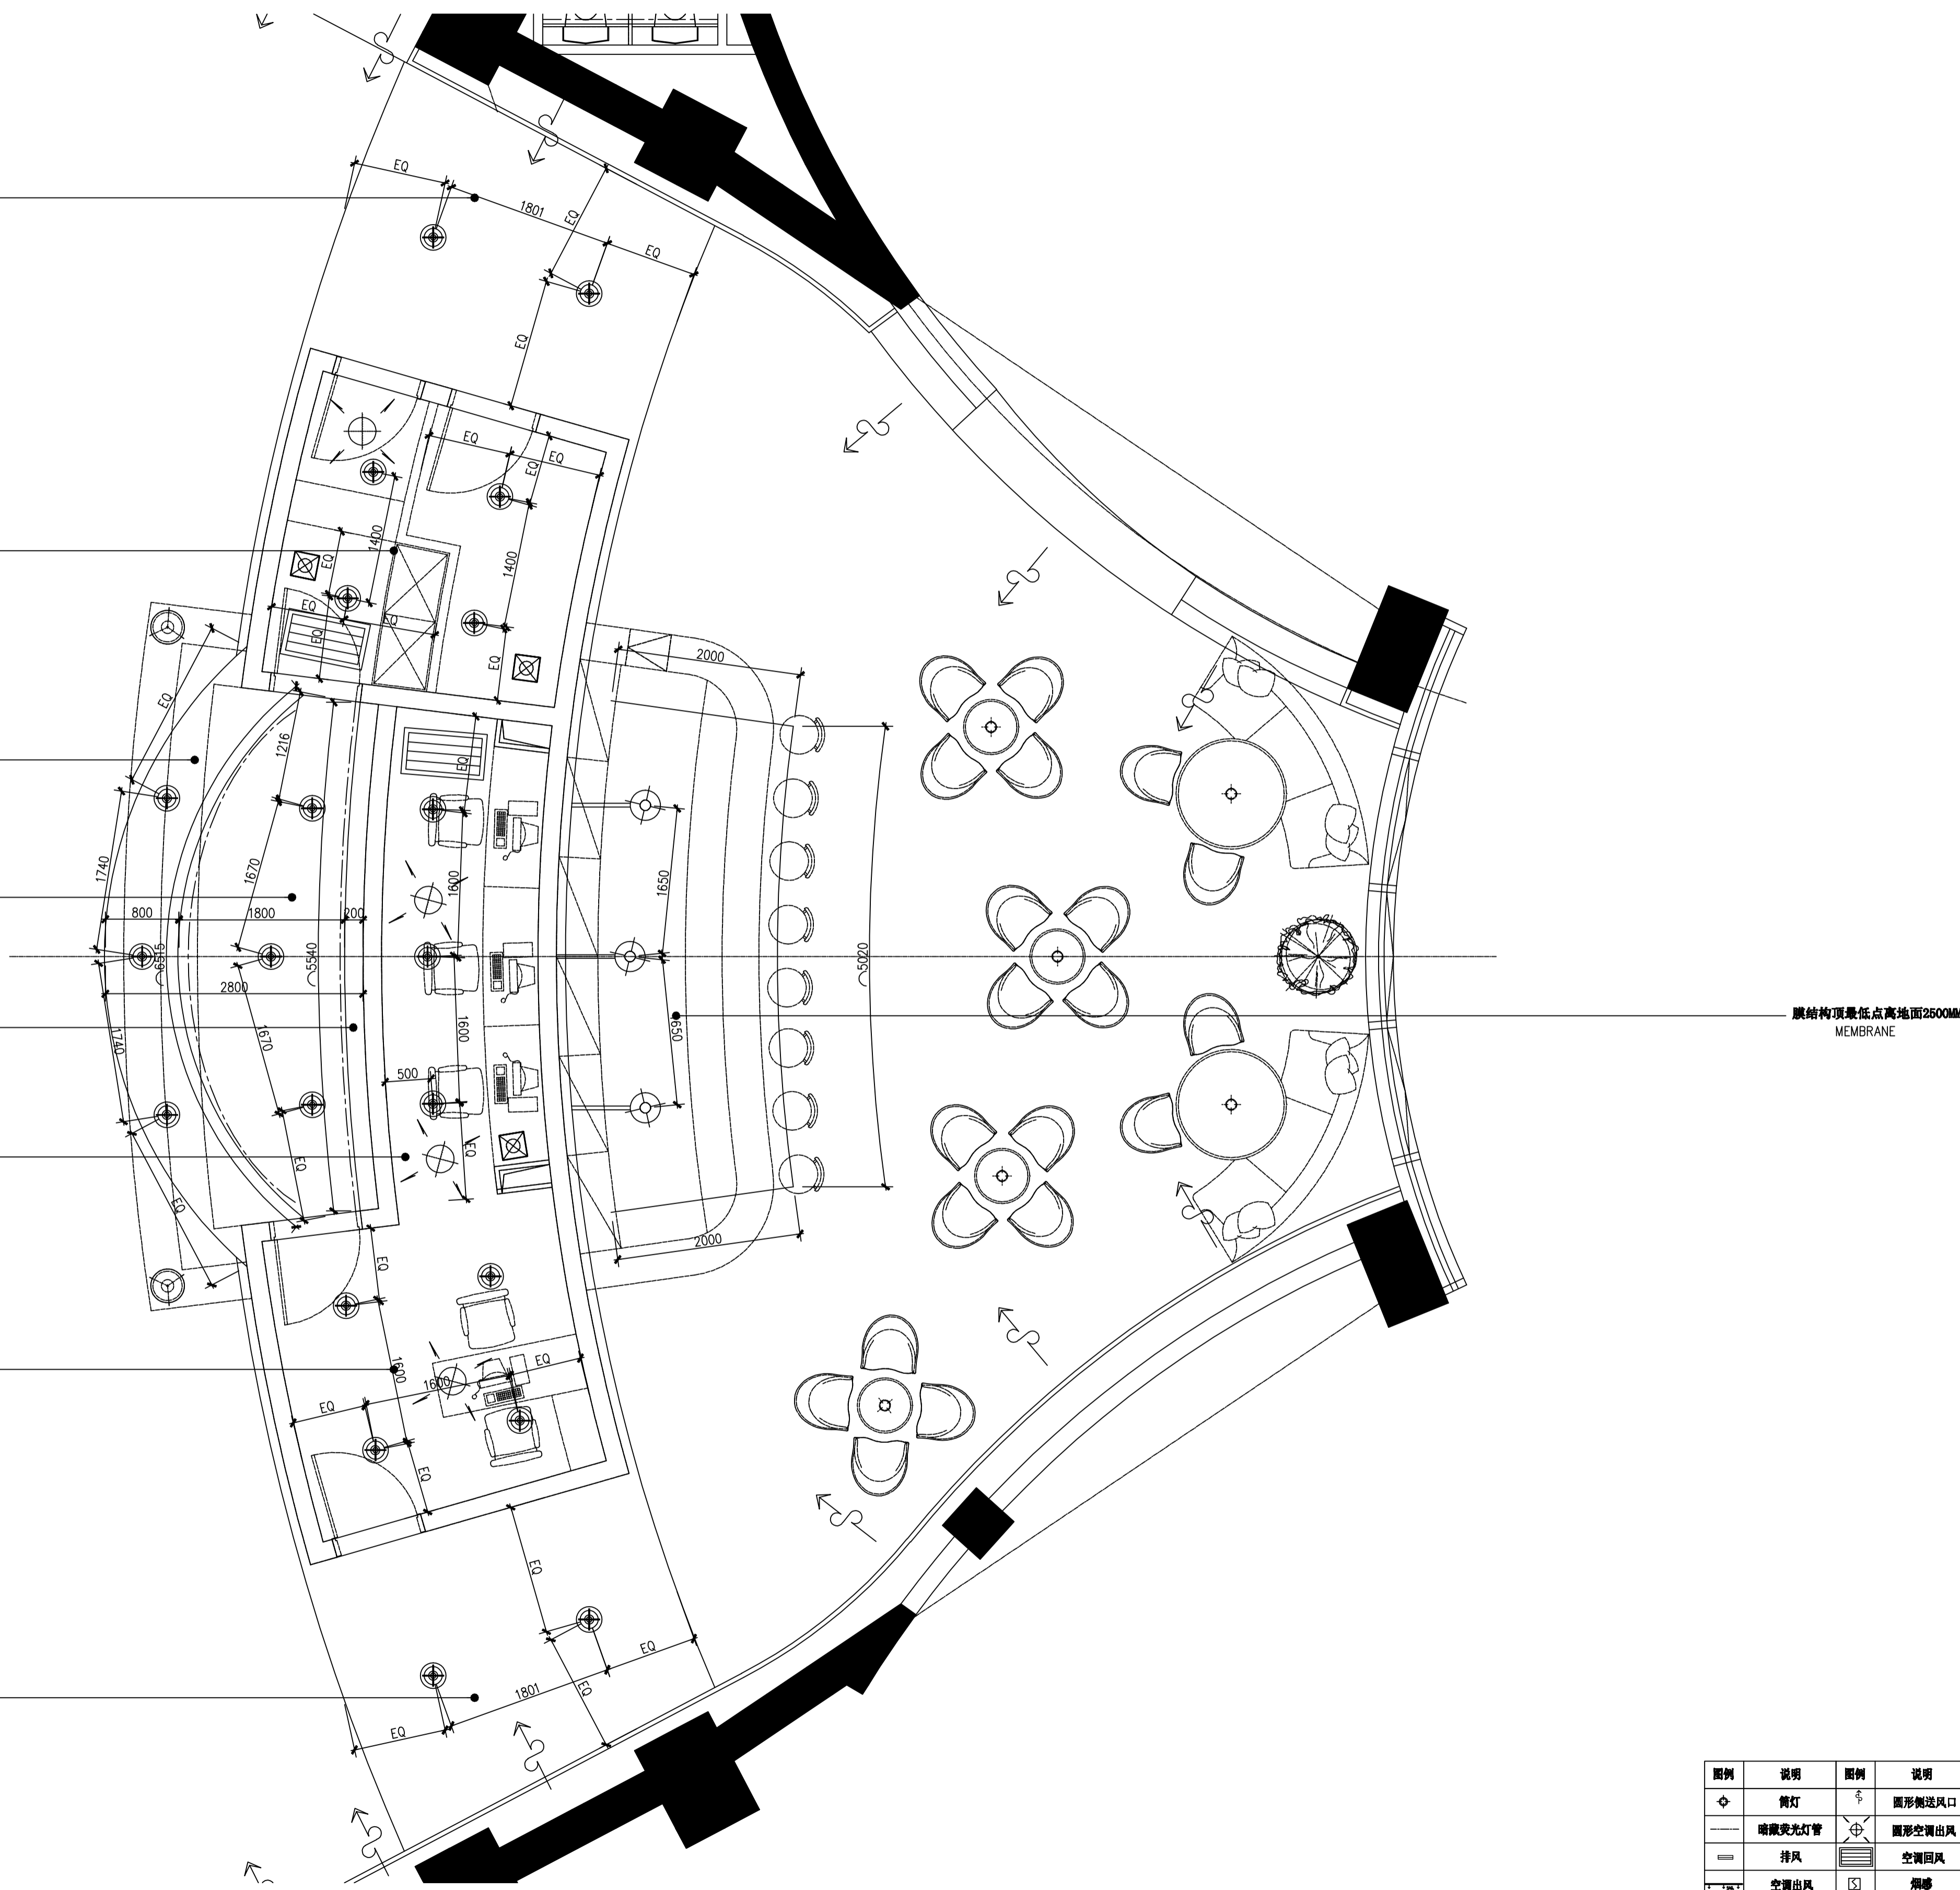 EQ
1801
EQ
EQ
EQ
EQ
EQ
EQ
1400
EQ
1400
EQ
EQ
EQ
EQ
2000
EQ
1216
EQ
1740
1670
1600
1650
800
1800
200
6515
5540
5020
2800
膜结构顶最低点离地面2500MM
MEMBRANE
1740
1670
1600
1650
500
EQ
EQ
EQ
2000
EQ
1600
1600
EQ
EQ
EQ
EQ
EQ
1801
EQ
EQ
图例 说明 图例 说明
筒灯 圆形侧送风口
暗藏荧光灯管 圆形空调出风
排风 空调回风
空调出风 烟感